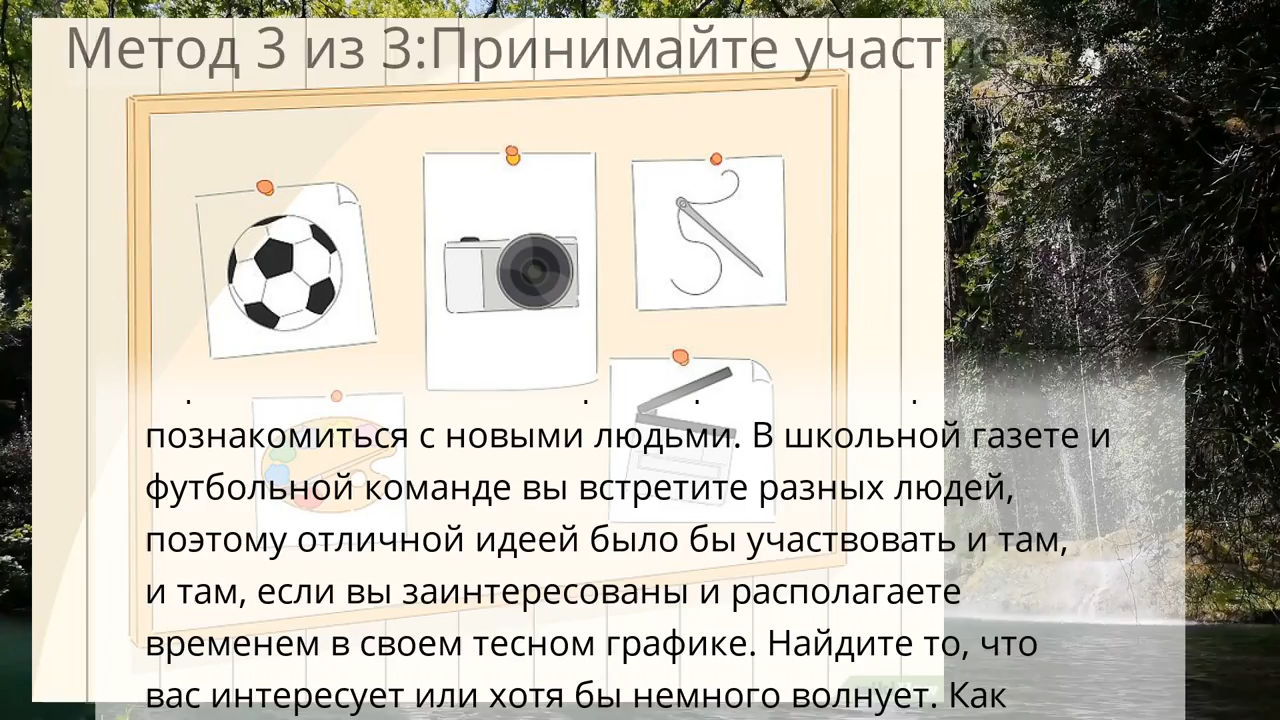 Метод 3 из 3:Принимайте участие
познакомиться с новыми людьми. В школьной газете и
футбольной команде вы встретите разных людей,
поэтому отличной идеей было бы участвовать и там,
и там, если вы заинтересованы и располагаете
временем в своем тесном графике. Найдите то, что
вас интересует или хотя бы немного волнует. Как